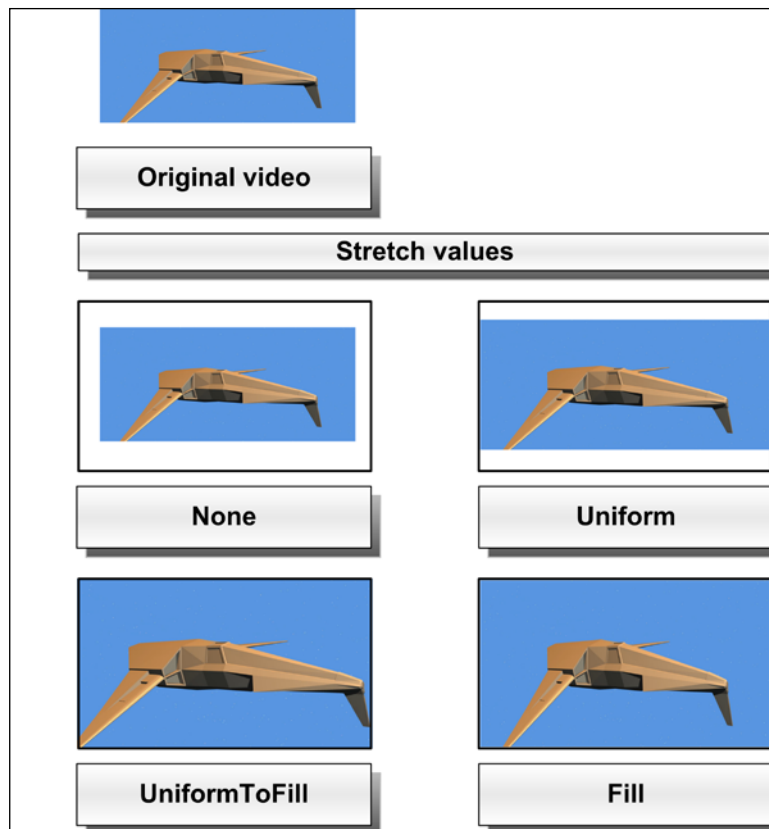 Original video
Stretch values
None
Uniform
UniformToFill
Fill